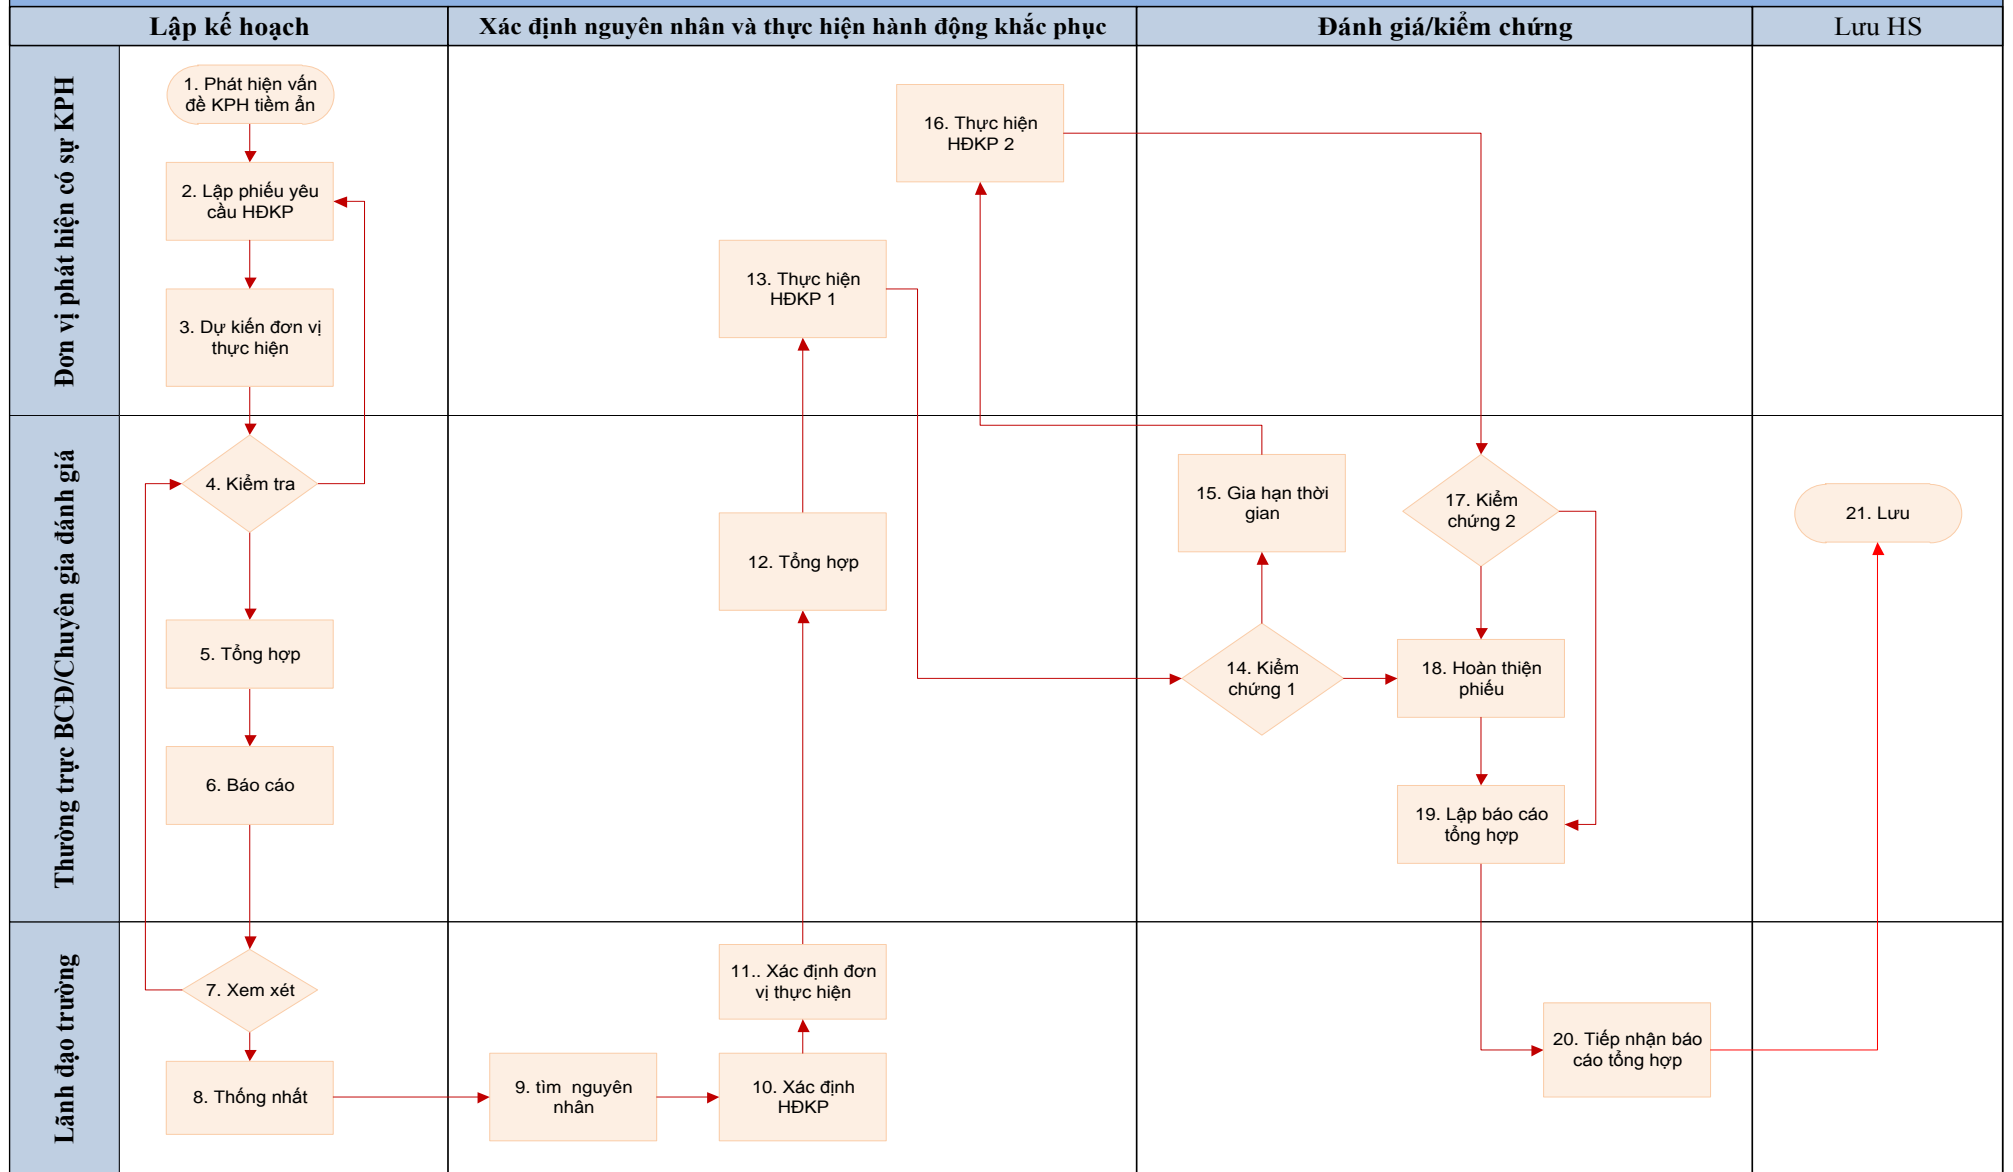 Lập kế hoạch
Xác định nguyên nhân và thực hiện hành động khắc phục
Đánh giá/kiểm chứng
Lưu HS
Đơn vị phát hiện có sự KPH
1. Phát hiện vấn
đề KPH tiềm ẩn
2. Lập phiếu yêu
cầu HĐKP
3. Dự kiến đơn vị
thực hiện
13. Thực hiện
HĐKP 1
16. Thực hiện
HĐKP 2
Thường trực BCĐ/Chuyên gia đánh giá
4. Kiểm tra
5. Tổng hợp
6. Báo cáo
12. Tổng hợp
15. Gia hạn thời
gian
14. Kiểm
chứng 1
17. Kiểm
chứng 2
18. Hoàn thiện
phiếu
19. Lập báo cáo
tổng hợp
21. Lưu
Lãnh đạo trường
7. Xem xét
8. Thống nhất
9. tìm  nguyên
nhân
10. Xác định
HĐKP
11.. Xác định đơn
vị thực hiện
20. Tiếp nhận báo
cáo tổng hợp